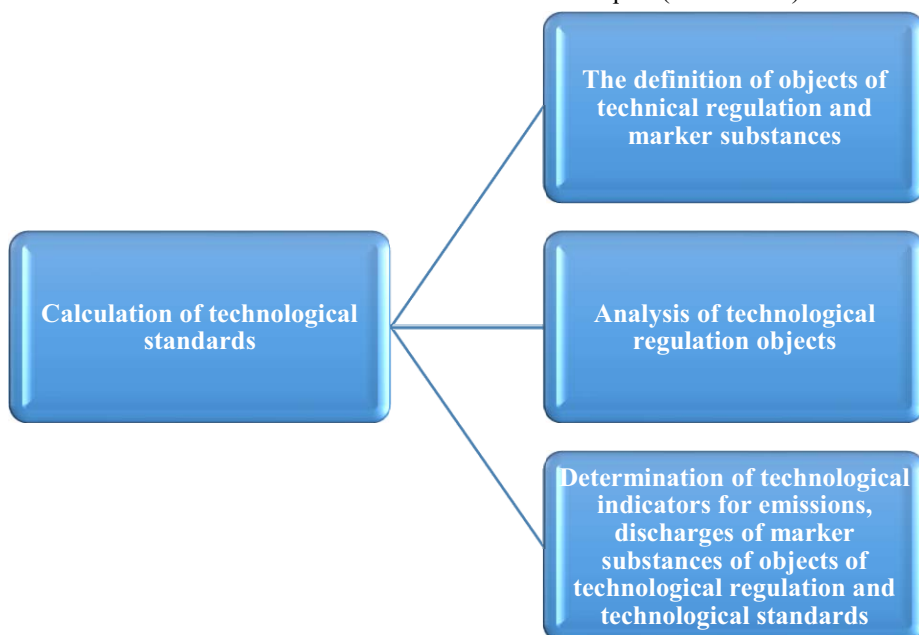 The definition of objects of
technical regulation and
marker substances
Calculation of technological
standards
Analysis of technological
regulation objects
Determination of technological
indicators for emissions,
discharges of marker
substances of objects of
technological regulation and
technological standards